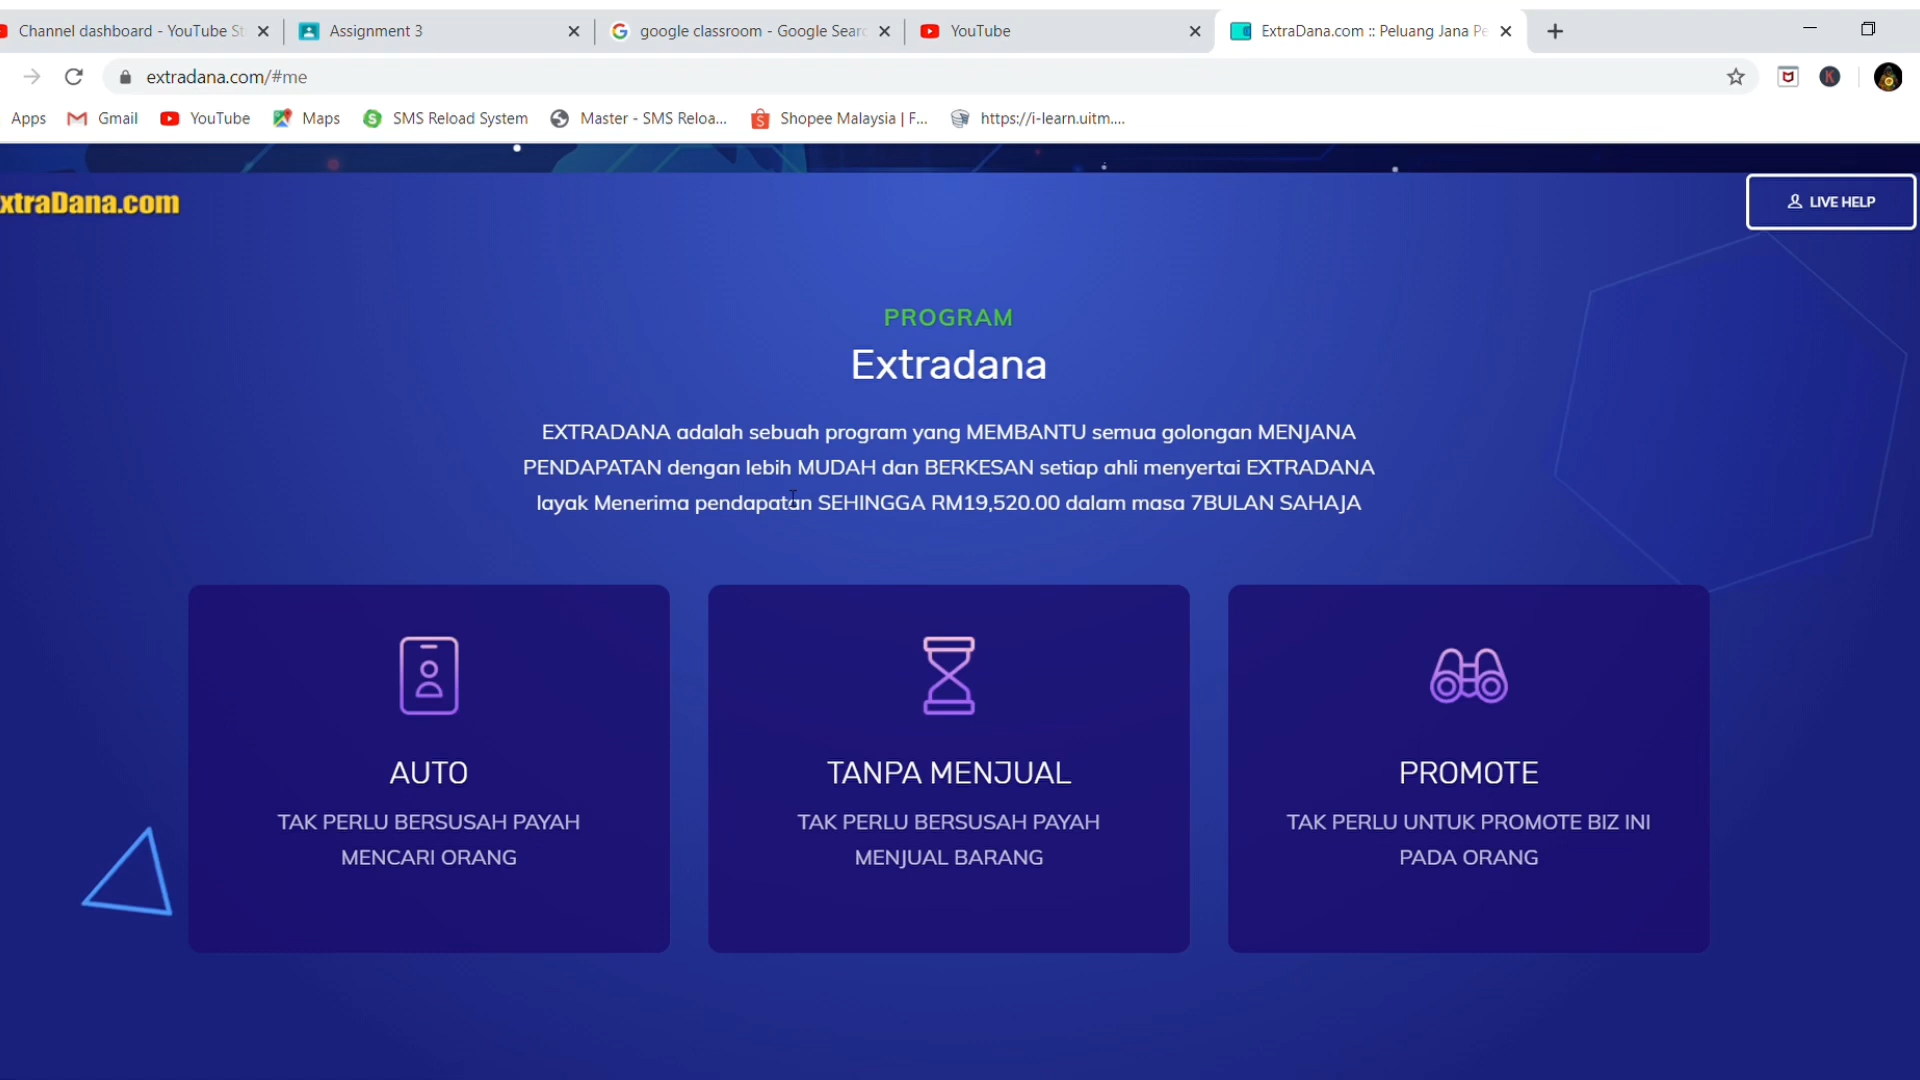 Channel dashboard - YouTube St
Assignment 3
google classroom - Google Searc
YouTube
ExtraDana.com :: Peluang Jana Pe
extradana.com/#me
Apps
Gmail
YouTube
Maps
SMS Reload System
Master - SMS Reloa...
Shopee Malaysia | F...
https://i-learn.uitm....
xtraDana.com
LIVE HELP
PROGRAM
Extradana
EXTRADANA adalah sebuah program yang MEMBANTU semua golongan MENJANA
PENDAPATAN dengan lebih MUDAH dan BERKESAN setiap ahli menyertai EXTRADANA
layak Menerima pendapatan SEHINGGA RM19,520.00 dalam masa 7BULAN SAHAJA
AUTO
TAK PERLU BERSUSAH PAYAH
MENCARI ORANG
TANPA MENJUAL
TAK PERLU BERSUSAH PAYAH
MENJUAL BARANG
PROMOTE
TAK PERLU UNTUK PROMOTE BIZ INI
PADA ORANG